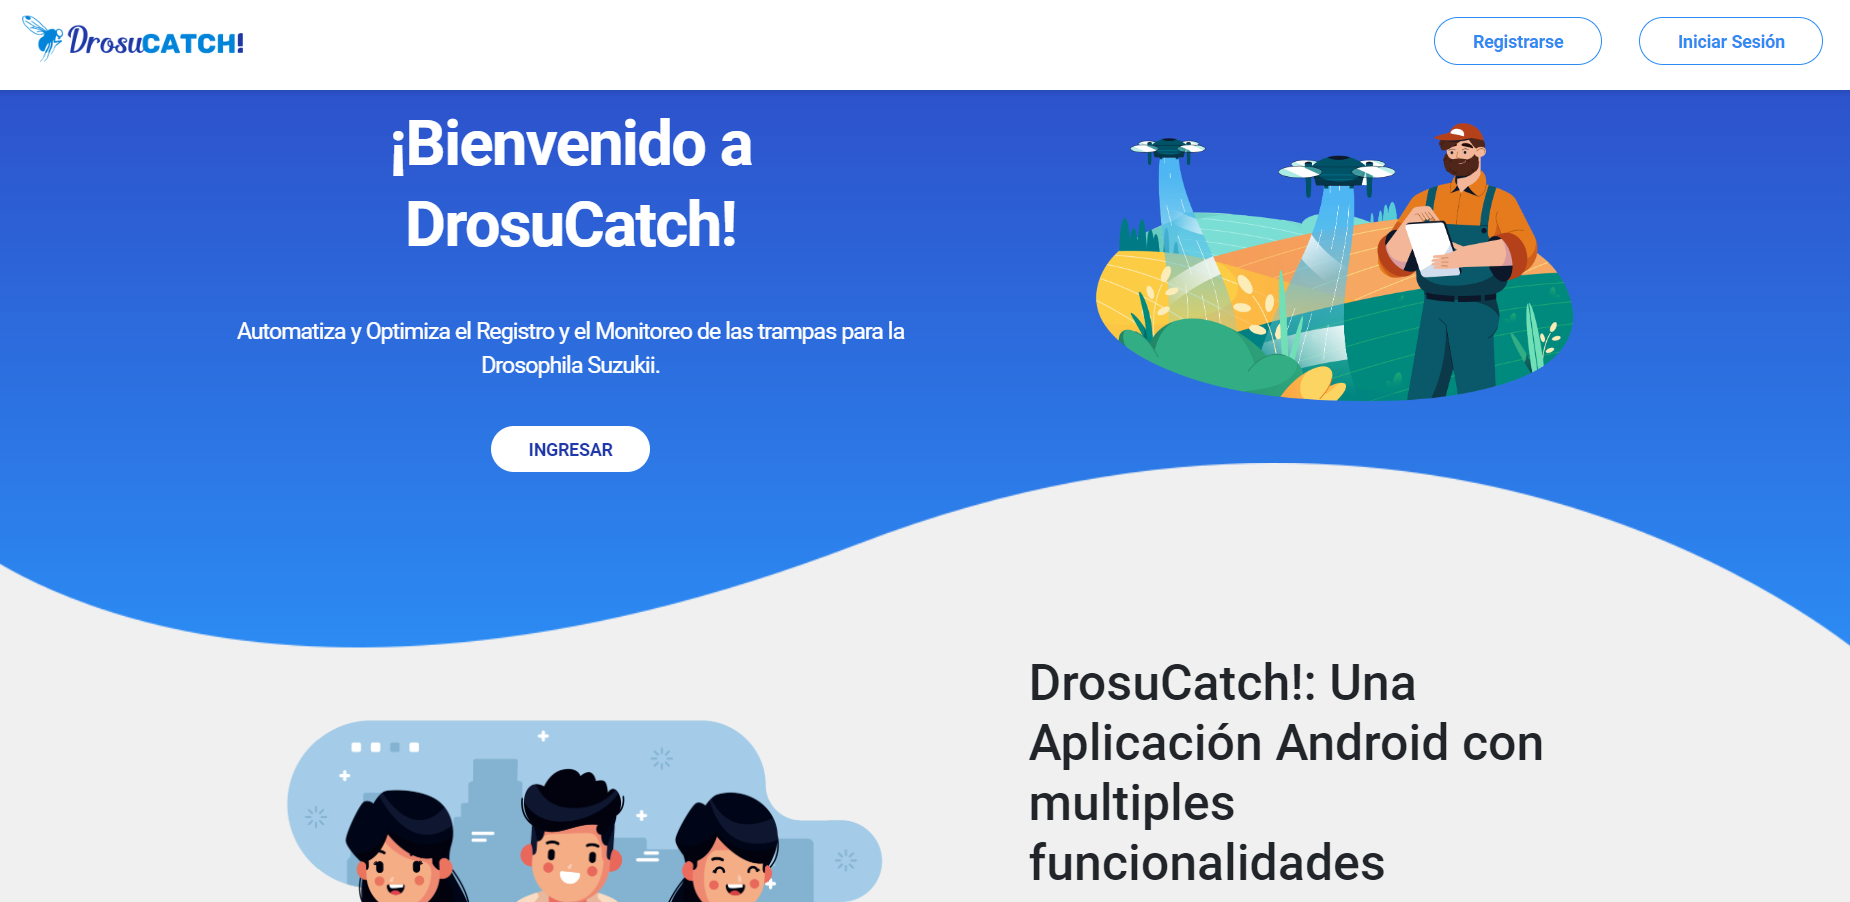 DrosuCATCH!
Registrarse
Iniciar Sesión
¡Bienvenido a
DrosuCatch!
Automatiza y Optimiza el Registro y el Monitoreo de las trampas para la
Drosophila Suzukii.
INGRESAR
DrosuCatch!: Una
Aplicación Android con
multiples
funcionalidades